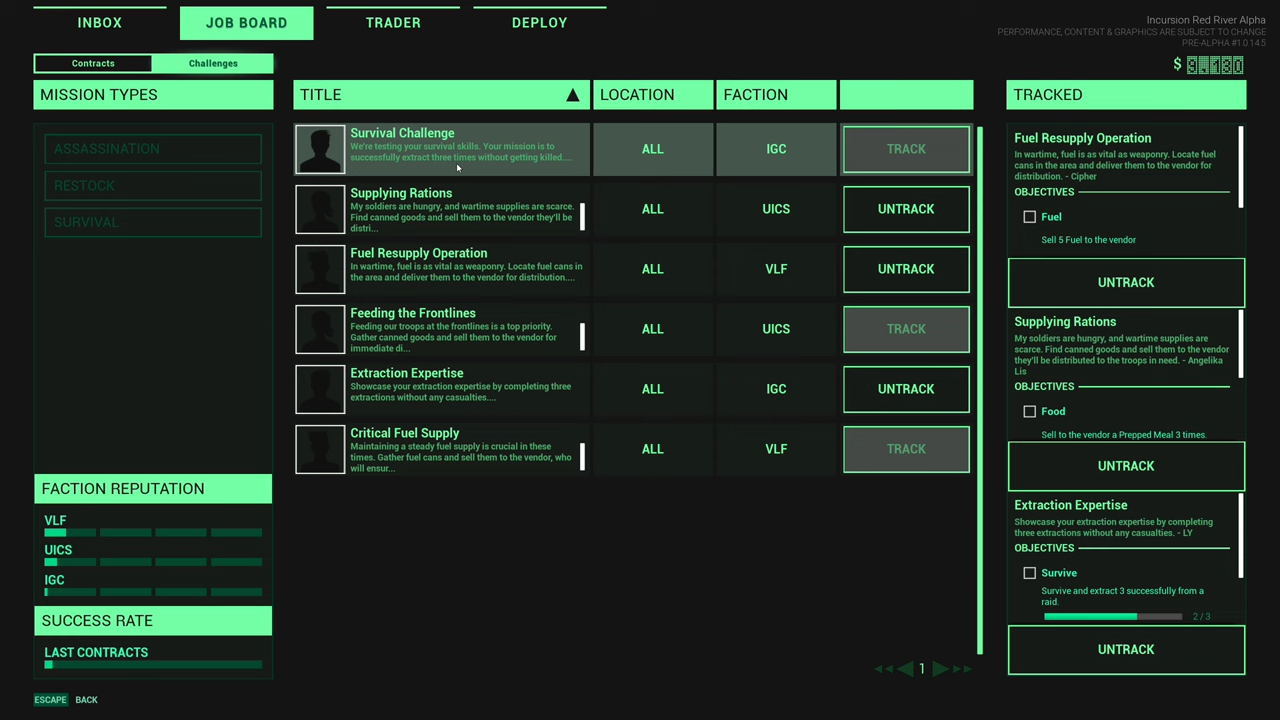 INBOX
JOB BOARD
TRADER
DEPLOY
Incursion Red River Alpha
PERFORMANCE, CONTENT & GRAPHICS ARE SUBJECT TO CHANGE
PRE-ALPHA #1.0.14.5
Contracts
Challenges
$
MISSION TYPES
TITLE
LOCATION
FACTION
TRACKED
ASSASSINATION
RESTOCK
SURVIVAL
Survival Challenge
We're testing your survival skills. Your mission is to
successfully extract three times without getting killed....
ALL
IGC
TRACK
Supplying Rations
My soldiers are hungry, and wartime supplies are scarce.
Find canned goods and sell them to the vendor they'll be
distri...
ALL
UICS
UNTRACK
Fuel Resupply Operation
In wartime, fuel is as vital as weaponry. Locate fuel cans in
the area and deliver them to the vendor for distribution....
ALL
VLF
UNTRACK
Feeding the Frontlines
Feeding our troops at the frontlines is a top priority.
Gather canned goods and sell them to the vendor for
immediate di...
ALL
UICS
TRACK
Extraction Expertise
Showcase your extraction expertise by completing three
extractions without any casualties....
ALL
IGC
UNTRACK
Critical Fuel Supply
Maintaining a steady fuel supply is crucial in these
times. Gather fuel cans and sell them to the vendor, who
will ensur...
ALL
VLF
TRACK
1
Fuel Resupply Operation
In wartime, fuel is as vital as weaponry. Locate fuel
cans in the area and deliver them to the vendor for
distribution. - Cipher
OBJECTIVES
Fuel
Sell 5 Fuel to the vendor
UNTRACK
Supplying Rations
My soldiers are hungry, and wartime supplies are
scarce. Find canned goods and sell them to the vendor
they'll be distributed to the troops in need. - Angelika
Lis
OBJECTIVES
Food
Sell to the vendor a Prepped Meal 3 times.
UNTRACK
Extraction Expertise
Showcase your extraction expertise by completing
three extractions without any casualties. - LY
OBJECTIVES
Survive
Survive and extract 3 successfully from a
raid.
2 / 3
UNTRACK
FACTION REPUTATION
VLF
UICS
IGC
SUCCESS RATE
LAST CONTRACTS
ESCAPE
BACK